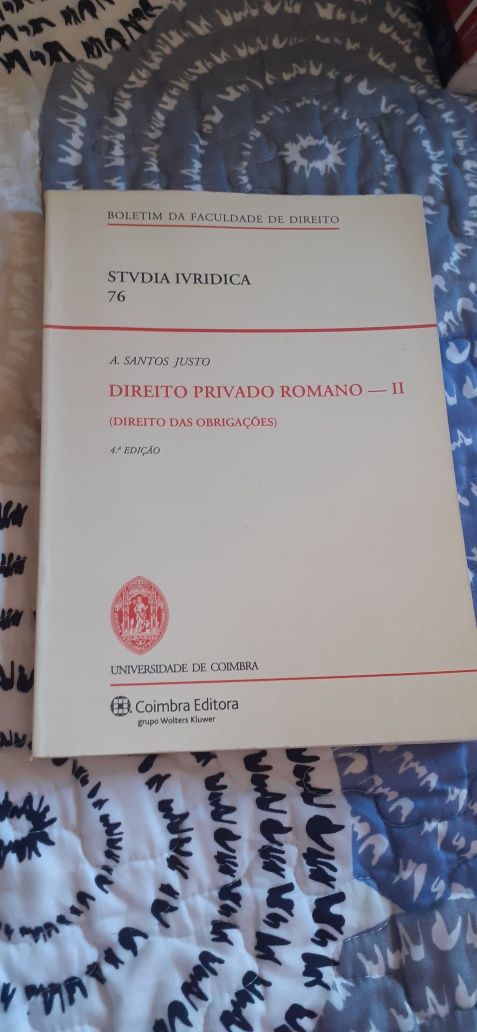 BOLETIM DA FACULDADE DE DIREITO
STVDIA IVRIDICA
76
A. SANTOS JUSTO
DIREITO PRIVADO ROMANO — II
(DIREITO DAS OBRIGAÇÕES)
4.ª EDIÇÃO
UNIVERSIDADE DE COIMBRA
Coimbra Editora
grupo Wolters Kluwer